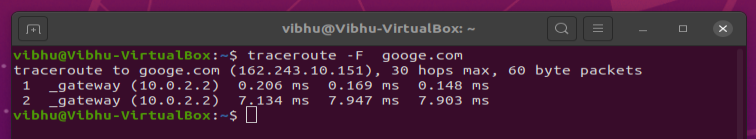 vibhu@Vibhu-VirtualBox: ~
vibhu@Vibhu-VirtualBox:~$ traceroute -F  googe.com
traceroute to googe.com (162.243.10.151), 30 hops max, 60 byte packets
 1  _gateway (10.0.2.2)  0.206 ms  0.169 ms  0.148 ms
 2  _gateway (10.0.2.2)  7.134 ms  7.947 ms  7.903 ms
vibhu@Vibhu-VirtualBox:~$